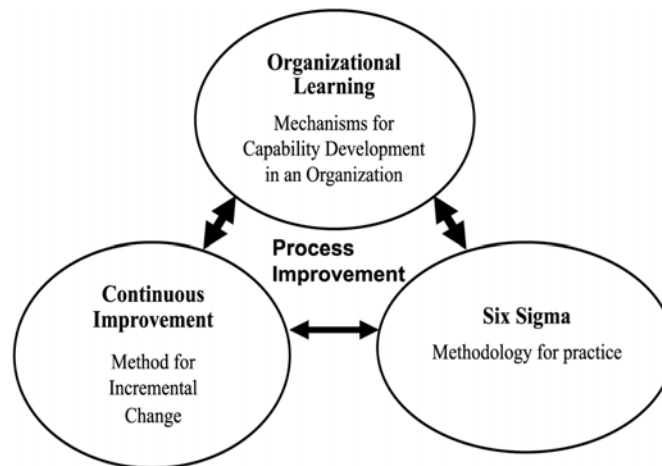 Organizational
Learning
Mechanisms for
Capability Development
in an Organization
Process
Improvement
Continuous
Improvement
Method for
Incremental
Change
Six Sigma
Methodology for practice